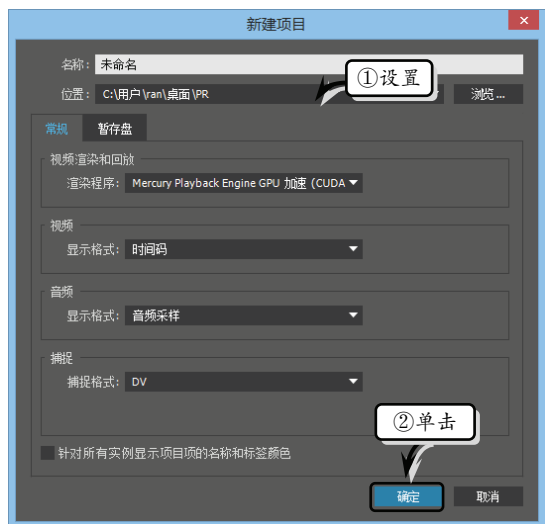 新建项目
名称: 未命名
①设置
位置: C:\用户\ran\桌面\PR 浏览...
常规 暂存盘
视频渲染和回放
渲染程序: Mercury Playback Engine GPU 加速 (CUDA
视频
显示格式: 时间码
音频
显示格式: 音频采样
捕捉
捕捉格式: DV
②单击
针对所有实例显示项目项的名称和标签颜色
确定 取消